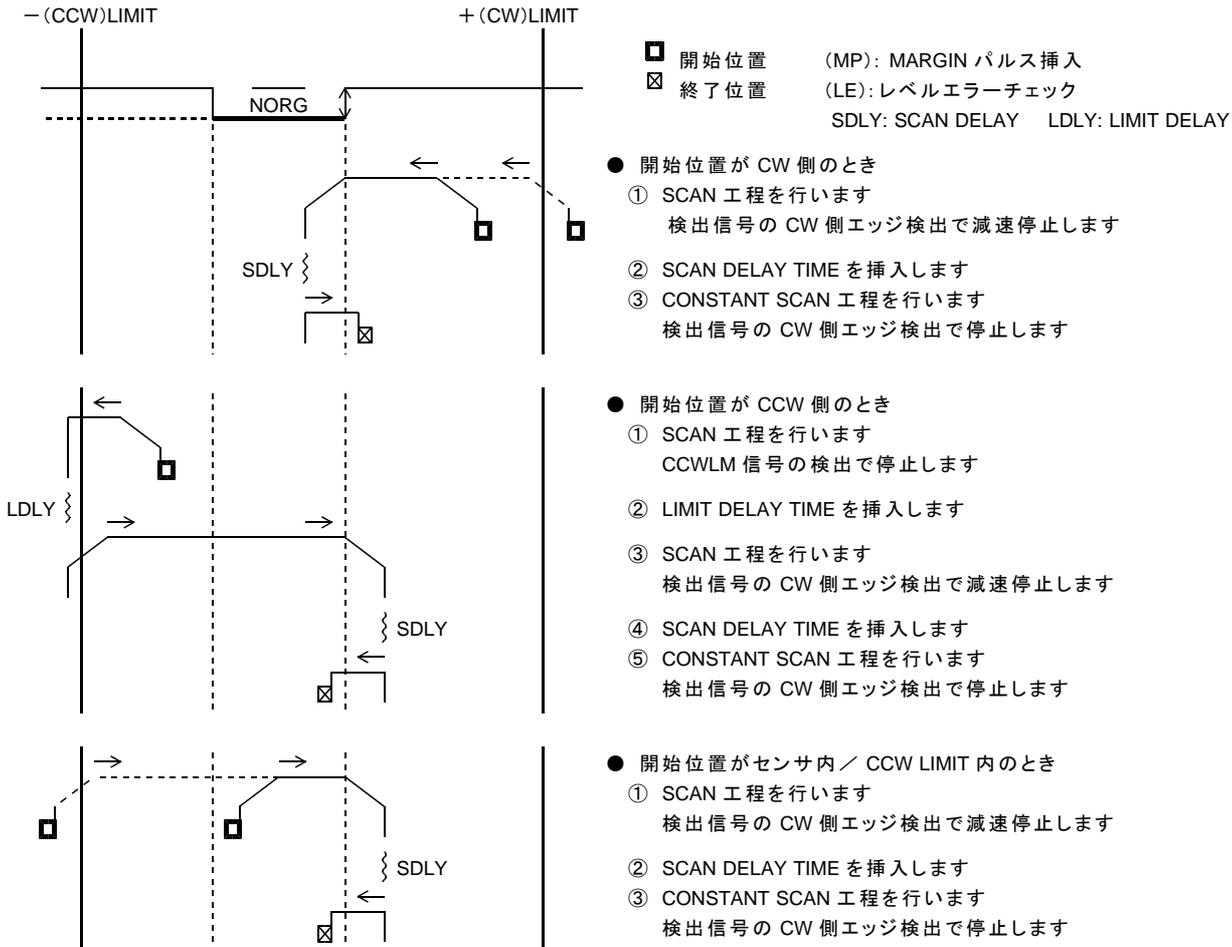 －(CCW)LIMIT
＋(CW)LIMIT
開始位置 (MP): MARGIN パルス挿入
終了位置 (LE):レベルエラーチェック
SDLY: SCAN DELAY LDLY: LIMIT DELAY
NORG
SDLY
● 開始位置が CW 側のとき
① SCAN 工程を行います
検出信号の CW 側エッジ検出で減速停止します
② SCAN DELAY TIME を挿入します
③ CONSTANT SCAN 工程を行います
検出信号の CW 側エッジ検出で停止します
LDLY
SDLY
● 開始位置が CCW 側のとき
① SCAN 工程を行います
CCWLM 信号の検出で停止します
② LIMIT DELAY TIME を挿入します
③ SCAN 工程を行います
検出信号の CW 側エッジ検出で減速停止します
④ SCAN DELAY TIME を挿入します
⑤ CONSTANT SCAN 工程を行います
検出信号の CW 側エッジ検出で停止します
SDLY
● 開始位置がセンサ内／ CCW LIMIT 内のとき
① SCAN 工程を行います
検出信号の CW 側エッジ検出で減速停止します
② SCAN DELAY TIME を挿入します
③ CONSTANT SCAN 工程を行います
検出信号の CW 側エッジ検出で停止します